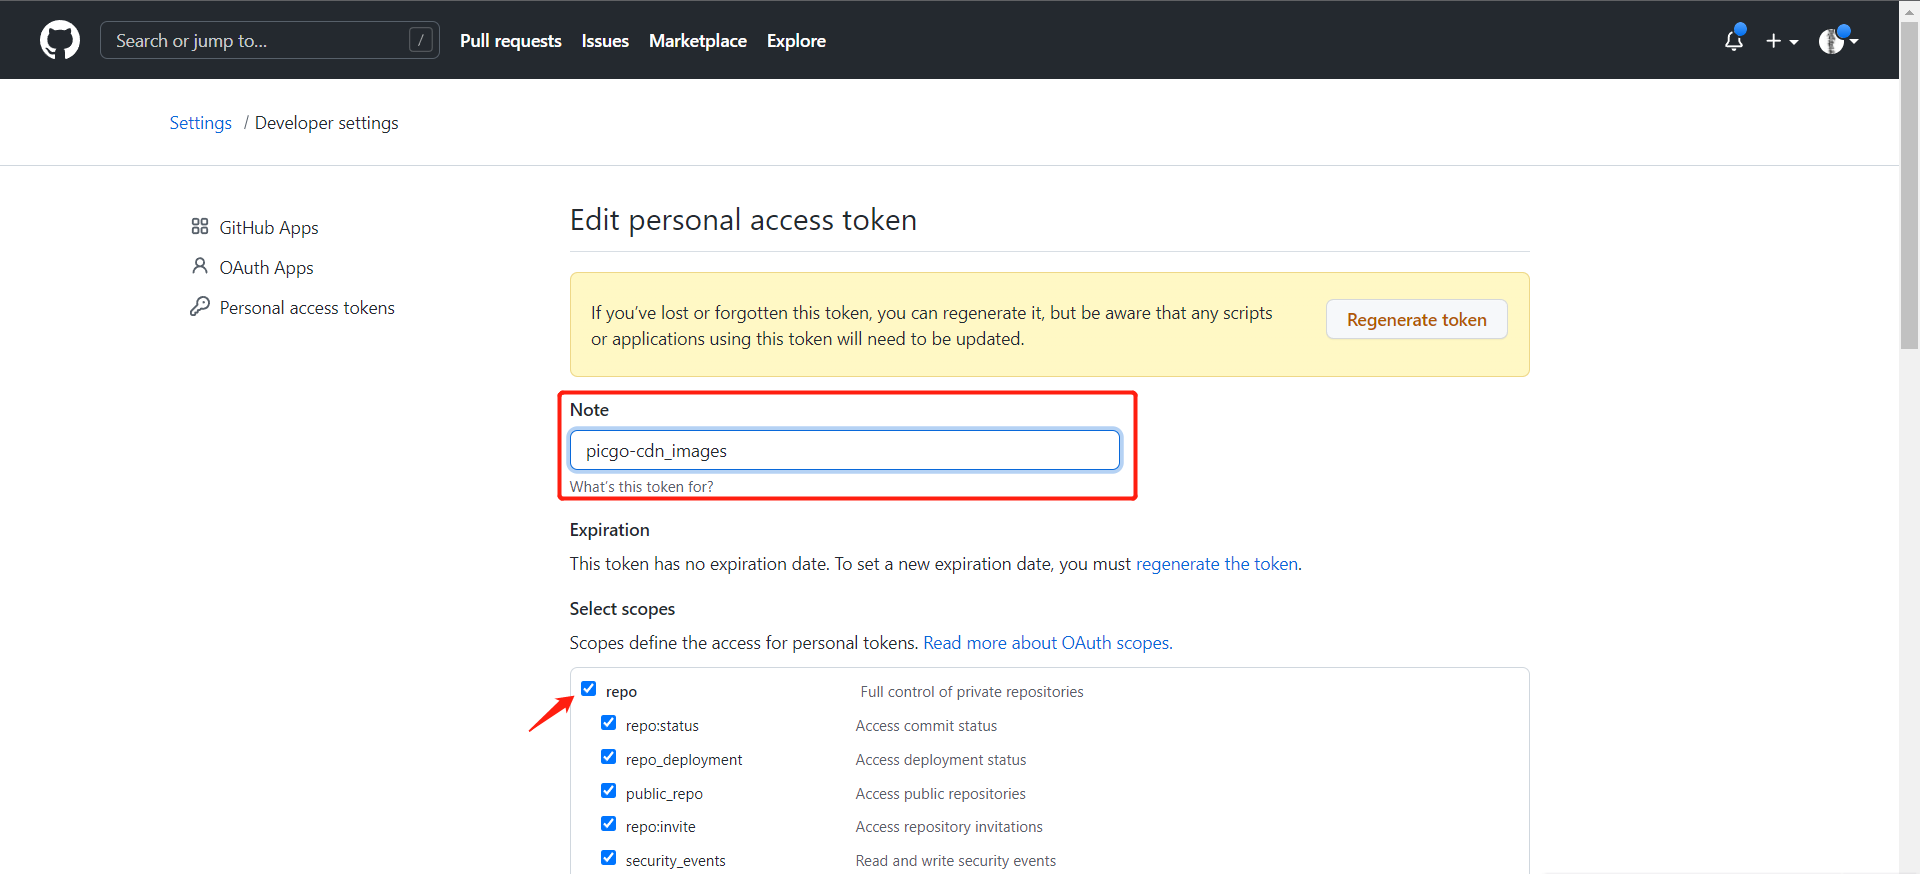 Search or jump to... /
Pull requests
Issues
Marketplace
Explore
Settings / Developer settings
GitHub Apps
OAuth Apps
Personal access tokens
Edit personal access token
If you've lost or forgotten this token, you can regenerate it, but be aware that any scripts
or applications using this token will need to be updated.
Regenerate token
Note
picgo-cdn_images
What's this token for?
Expiration
This token has no expiration date. To set a new expiration date, you must regenerate the token.
Select scopes
Scopes define the access for personal tokens. Read more about OAuth scopes.
repo Full control of private repositories
repo:status Access commit status
repo_deployment Access deployment status
public_repo Access public repositories
repo:invite Access repository invitations
security_events Read and write security events